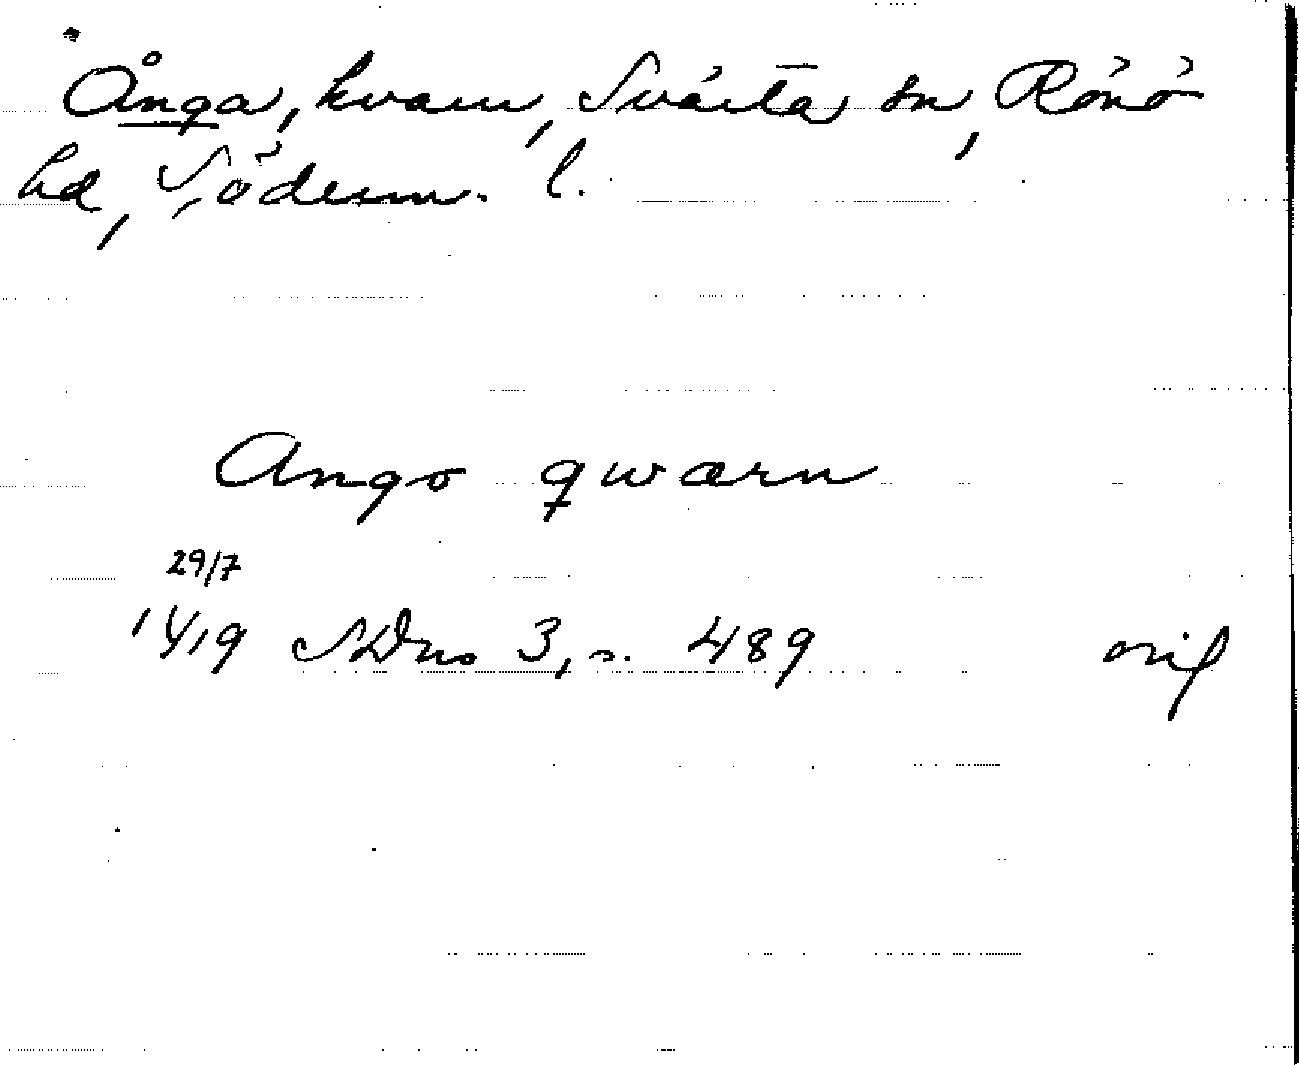 Ånga, kvarn, Svärta sn, Rönö
hd, Söderm. l.
Ango qwarn
29/7
1419 SDns 3, s. 489 orig